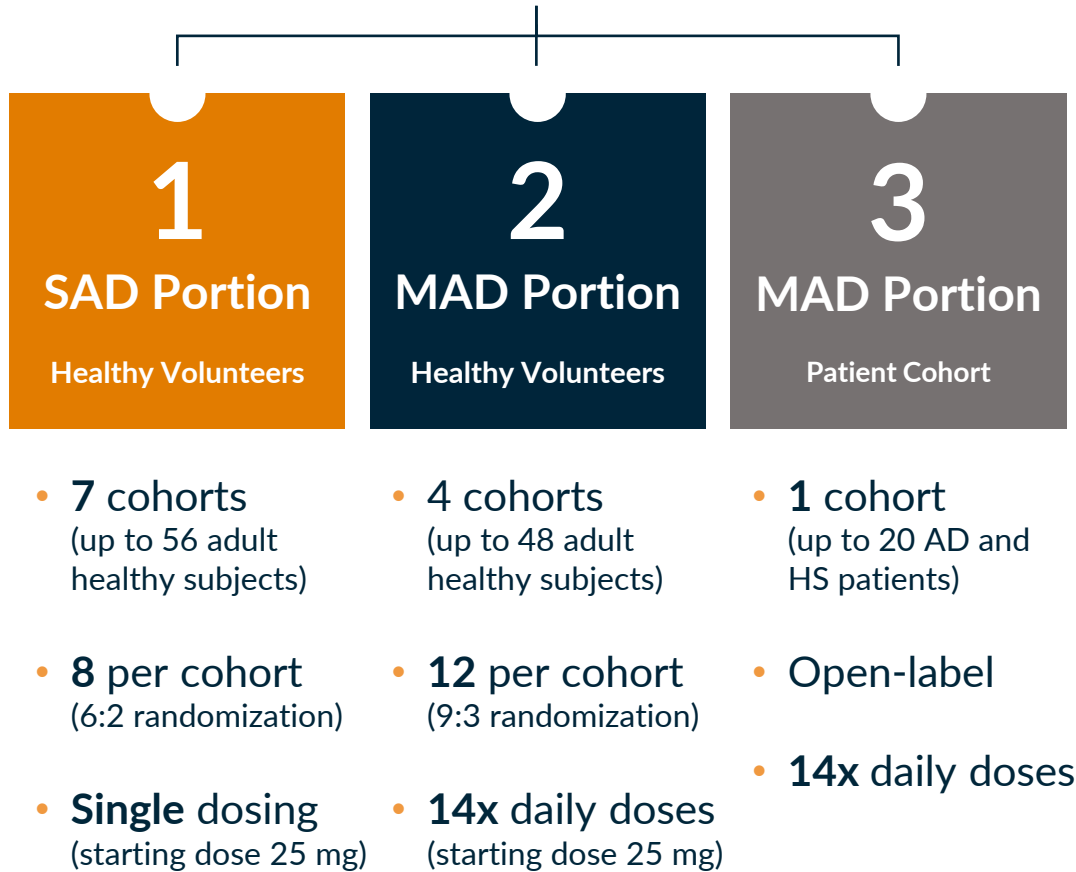 1
SAD Portion
Healthy Volunteers
• 7 cohorts
(up to 56 adult
healthy subjects)
• 8 per cohort
(6:2 randomization)
• Single dosing
(starting dose 25 mg)
2
MAD Portion
Healthy Volunteers
• 4 cohorts
(up to 48 adult
healthy subjects)
• 12 per cohort
(9:3 randomization)
• 14x daily doses
(starting dose 25 mg)
3
MAD Portion
Patient Cohort
• 1 cohort
(up to 20 AD and
HS patients)
• Open-label
• 14x daily doses